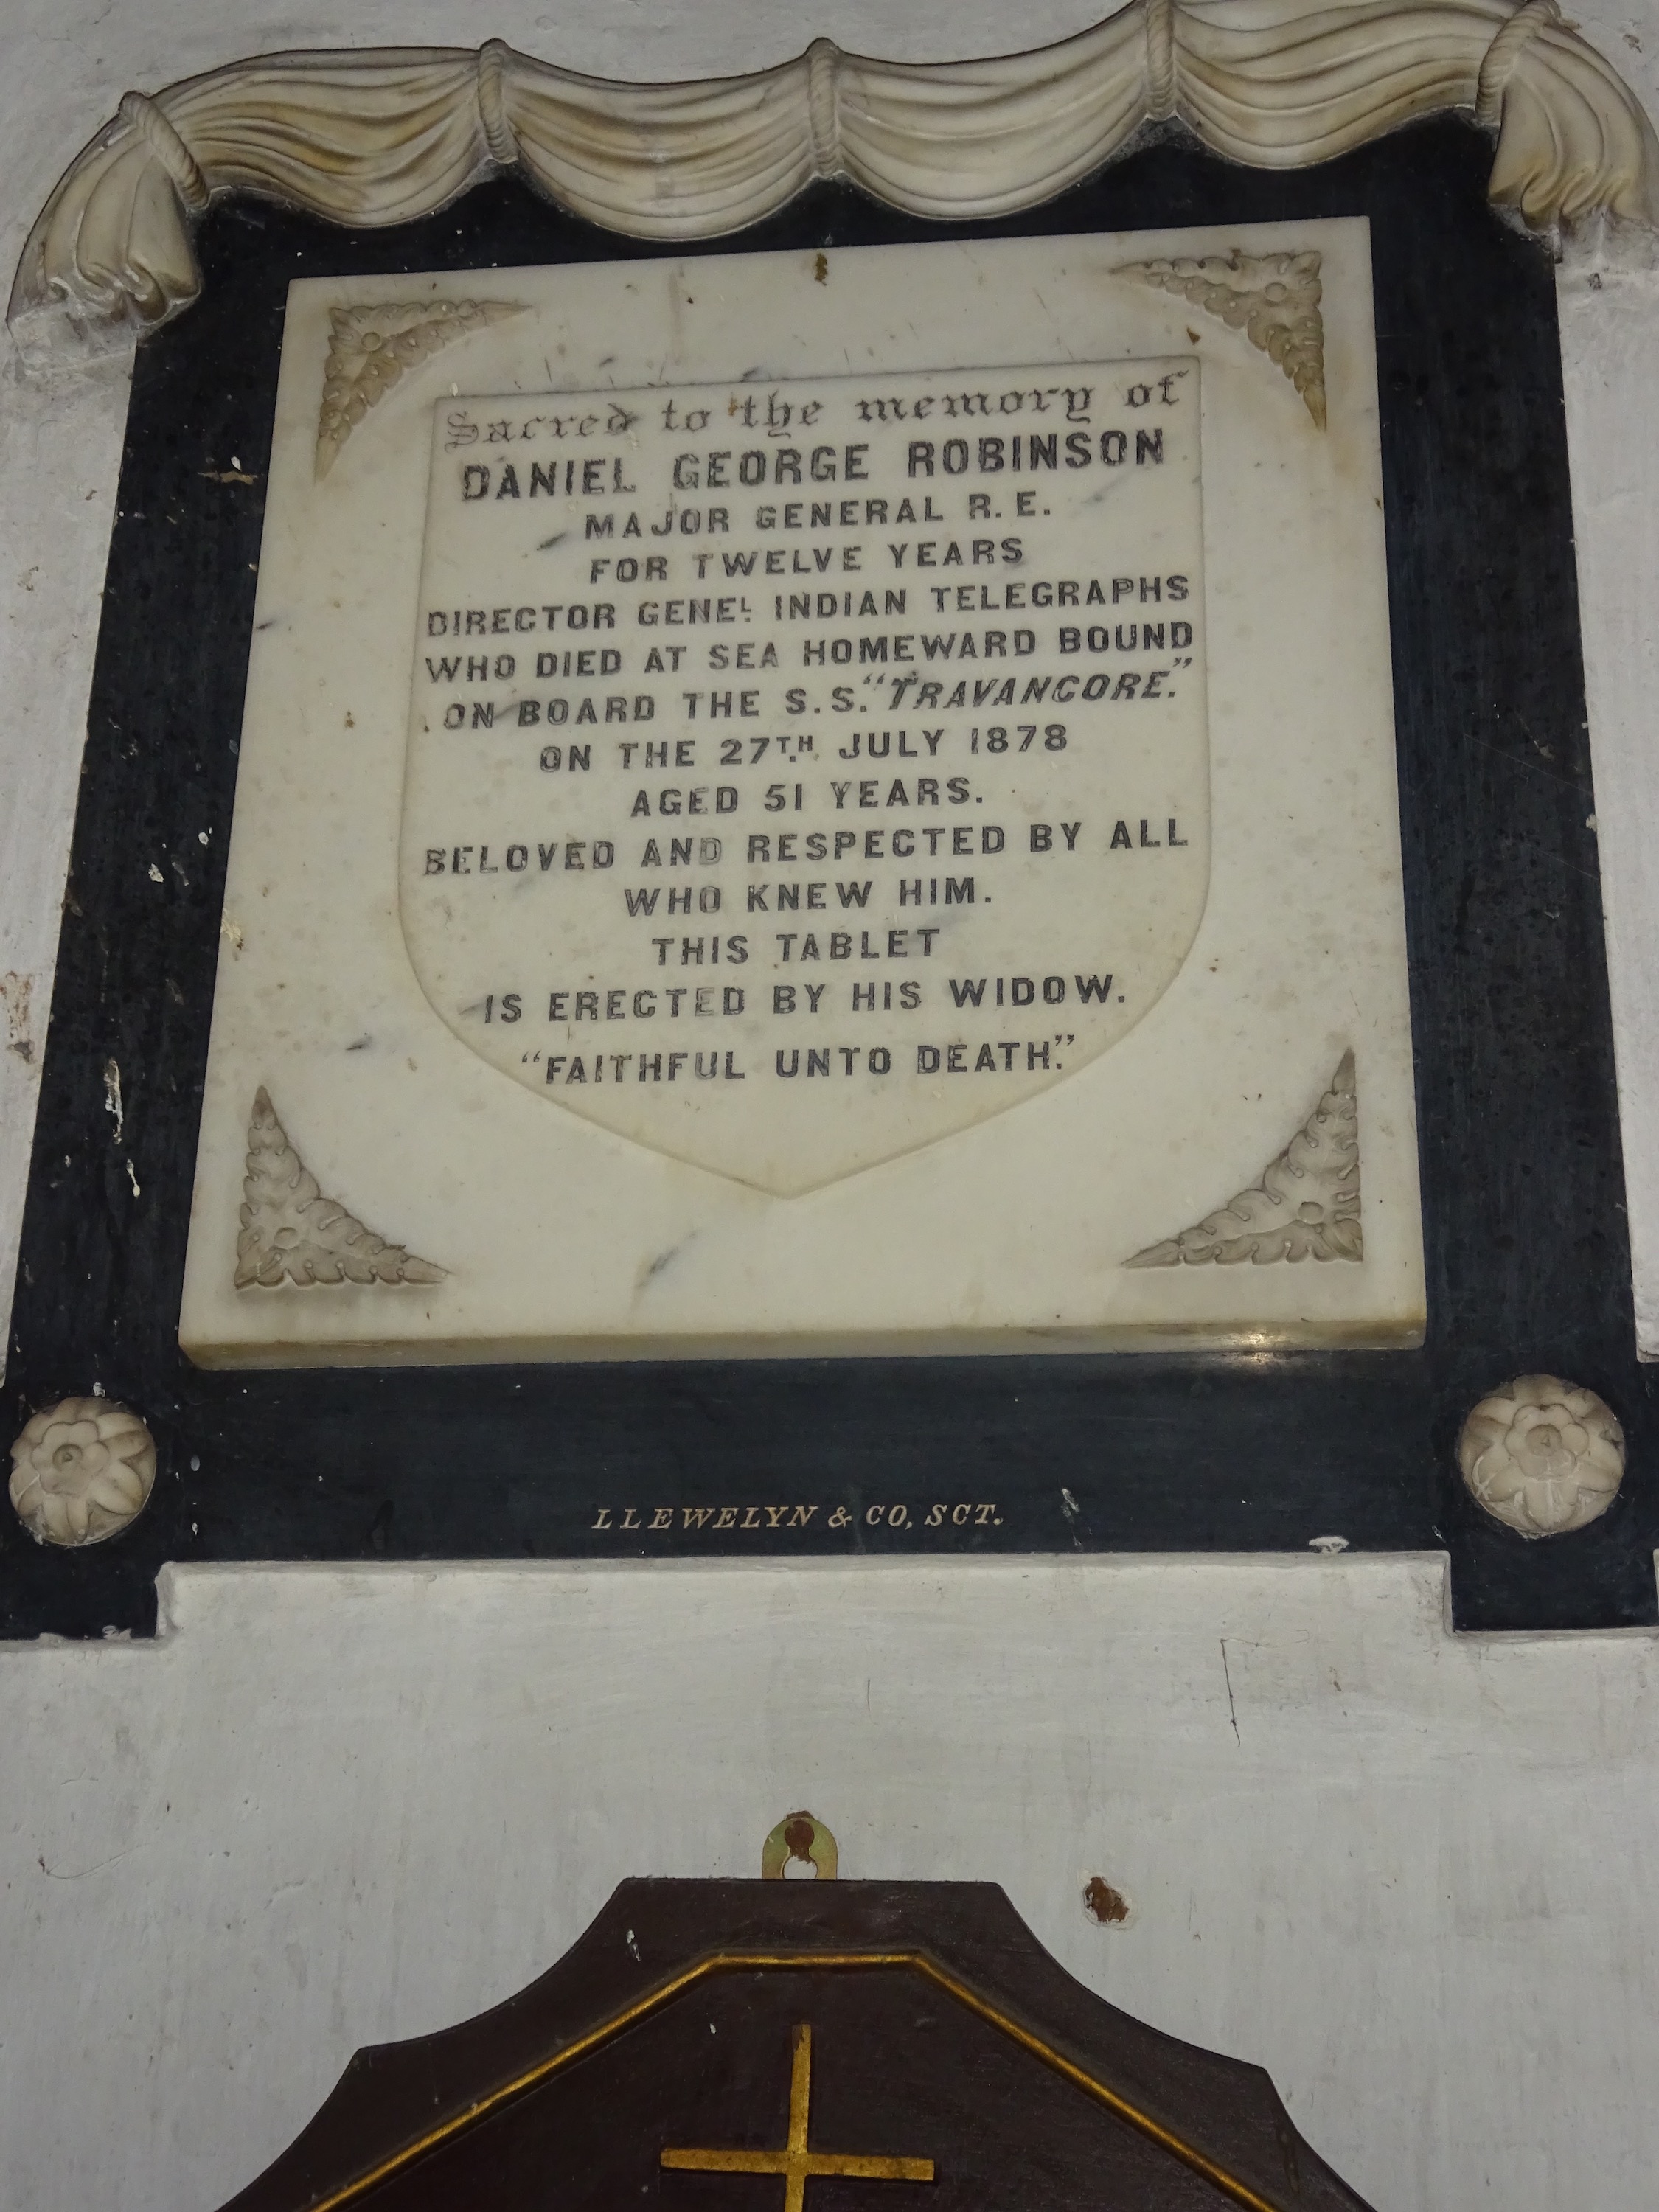 Sacred to the memory of
DANIEL GEORGE ROBINSON
MAJOR GENERAL R. E.
FOR TWELVE YEARS
DIRECTOR GENEL. INDIAN TELEGRAPHS
WHO DIED AT SEA HOMEWARD BOUND
ON BOARD THE S.S. "TRAVANCORE."
ON THE 27TH. JULY 1878
AGED 51 YEARS.
BELOVED AND RESPECTED BY ALL
WHO KNEW HIM.
THIS TABLET
IS ERECTED BY HIS WIDOW.
"FAITHFUL UNTO DEATH."
LLEWELYN & CO, SCT.